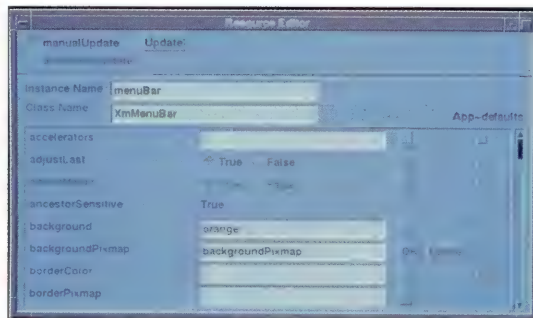 Resource Editor
manualUpdate Update
Instance Name menuBar
Class Name XmMenuBar
App-defaults
accelerators
adjustLast True False
ancestorSensitive True
background orange
backgroundPixmap backgroundPixmap
borderColor
borderPixmap